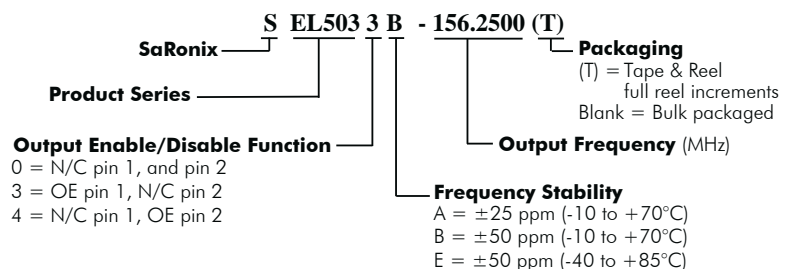 S EL503 3 B - 156.2500 (T)
SaRonix
Product Series
Output Enable/Disable Function
0 = N/C pin 1, and pin 2
3 = OE pin 1, N/C pin 2
4 = N/C pin 1, OE pin 2
Packaging
(T) = Tape & Reel
full reel increments
Blank = Bulk packaged
Output Frequency (MHz)
Frequency Stability
A = ±25 ppm (-10 to +70°C)
B = ±50 ppm (-10 to +70°C)
E = ±50 ppm (-40 to +85°C)